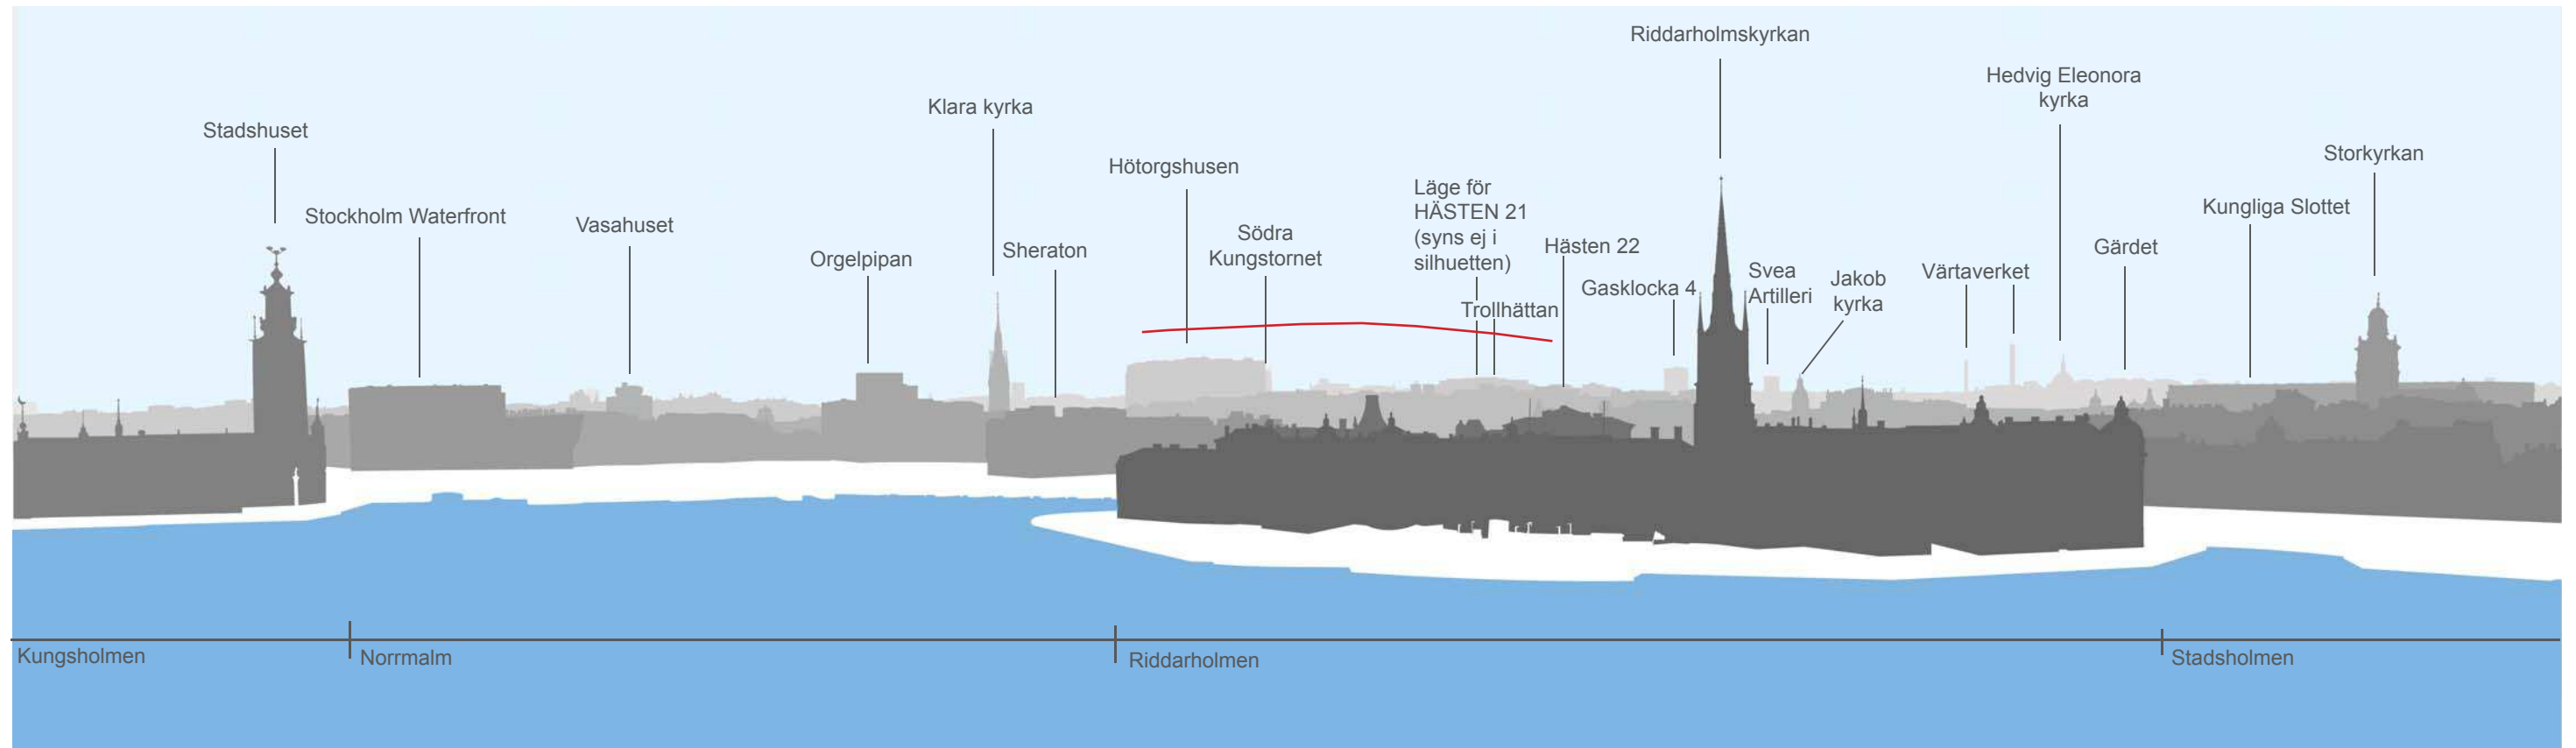 Stadshuset
Stockholm Waterfront
Vasahuset
Orgelpipan
Klara kyrka
Sheraton
Hötorgshusen
Södra
Kungstornet
Läge för
HÄSTEN 21
(syns ej i
silhuetten)
Trollhättan
Hästen 22
Gasklocka 4
Riddarholmskyrkan
Svea
Artilleri
Jakob
kyrka
Värtaverket
Hedvig Eleonora
kyrka
Gärdet
Kungliga Slottet
Storkyrkan
Kungsholmen
Norrmalm
Riddarholmen
Stadsholmen